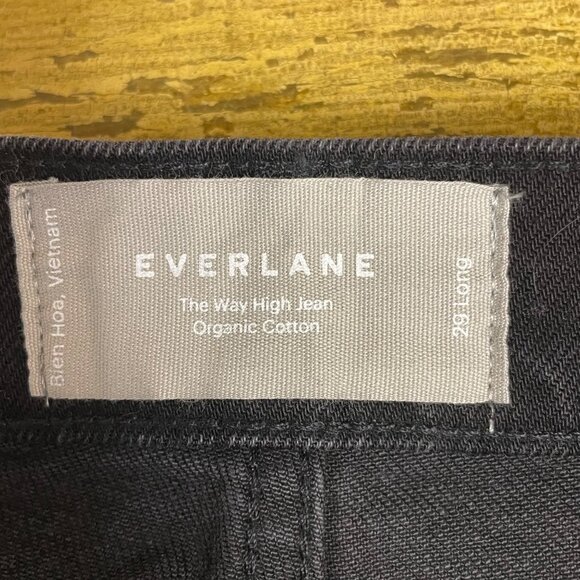 Bien Hoa, Vietnam
EVERLANE
The Way High Jean
Organic Cotton
29 Long